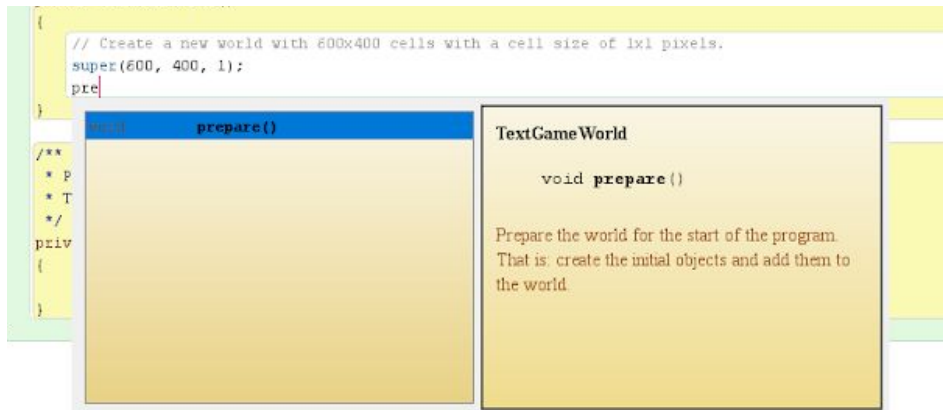 {
// Create a new world with 600x400 cells with a cell size of 1x1 pixels.
super(600, 400, 1);
pre
}
void prepare()
/**
* P
* T
*/
priv
{
}
TextGameWorld
void prepare()
Prepare the world for the start of the program.
That is: create the initial objects and add them to
the world.